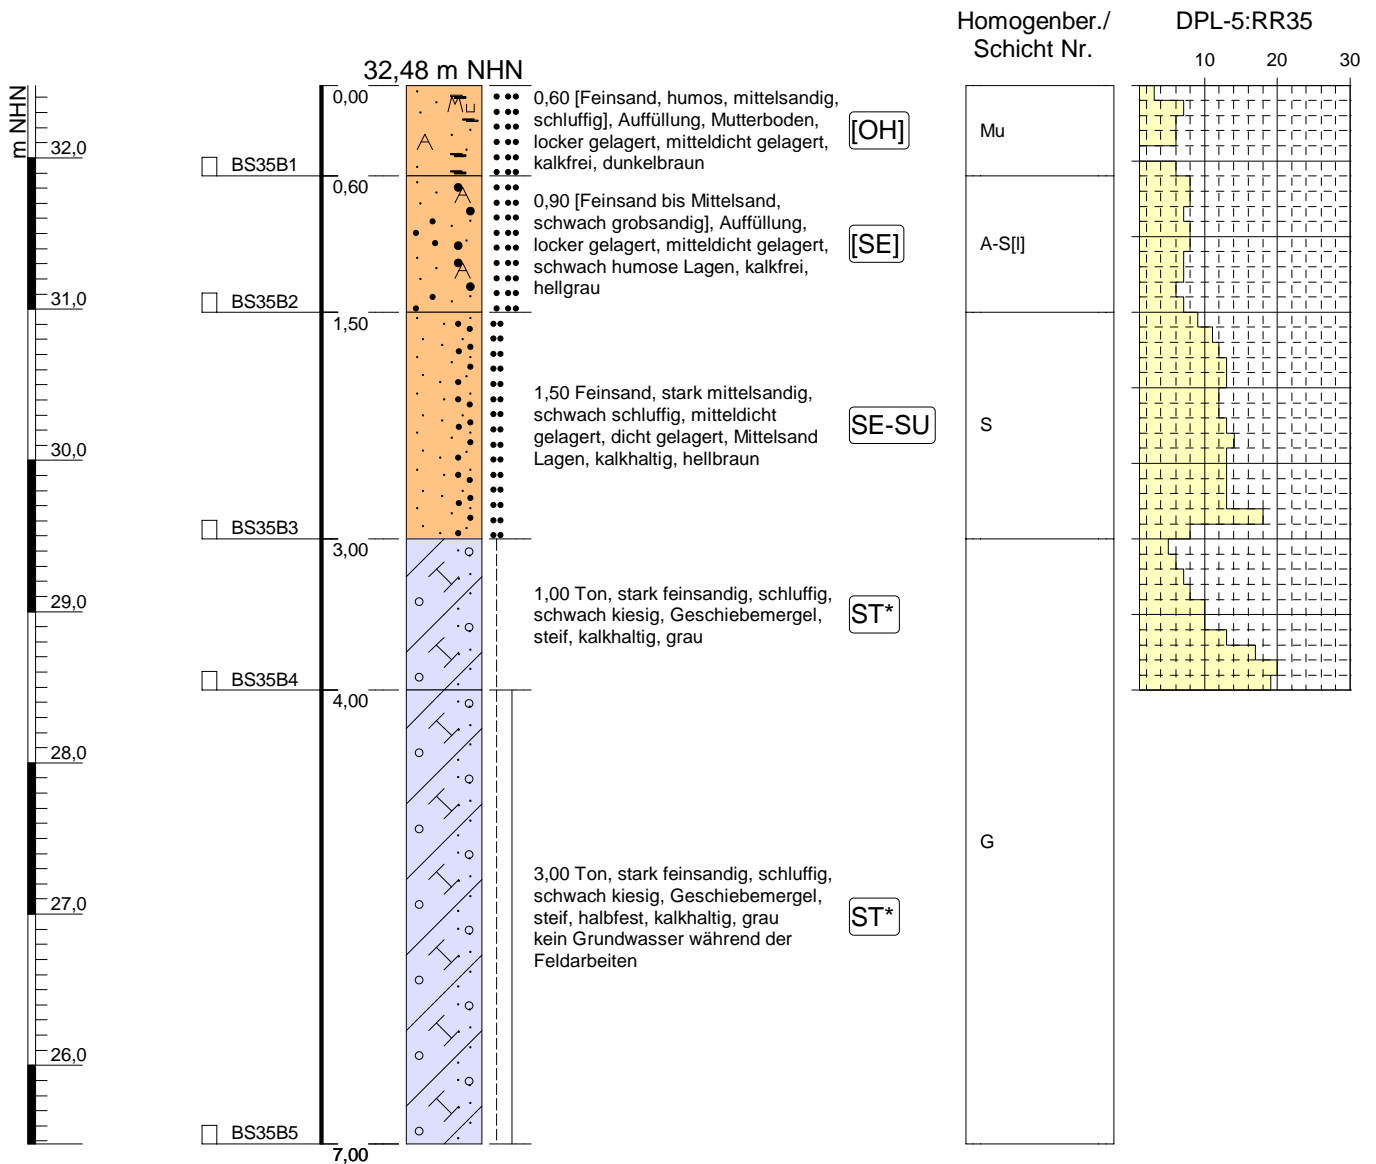 Homogenber./
Schicht Nr.
DPL-5:RR35
10 20 30
m NHN
32,48 m NHN
0,00
0,60 [Feinsand, humos, mittelsandig,
schluffig], Auffüllung, Mutterboden,
locker gelagert, mitteldicht gelagert,
kalkfrei, dunkelbraun
[OH]
Mu
Mu
A
32,0
BS35B1
0,60
0,90 [Feinsand bis Mittelsand,
schwach grobsandig], Auffüllung,
locker gelagert, mitteldicht gelagert,
schwach humose Lagen, kalkfrei,
hellgrau
[SE]
A-S[l]
A
A
31,0
BS35B2
1,50
1,50 Feinsand, stark mittelsandig,
schwach schluffig, mitteldicht
gelagert, dicht gelagert, Mittelsand
Lagen, kalkhaltig, hellbraun
SE-SU
S
30,0
BS35B3
3,00
1,00 Ton, stark feinsandig, schluffig,
schwach kiesig, Geschiebemergel,
steif, kalkhaltig, grau
ST*
29,0
BS35B4
4,00
28,0
G
3,00 Ton, stark feinsandig, schluffig,
schwach kiesig, Geschiebemergel,
steif, halbfest, kalkhaltig, grau
kein Grundwasser während der
Feldarbeiten
ST*
27,0
26,0
BS35B5
7,00